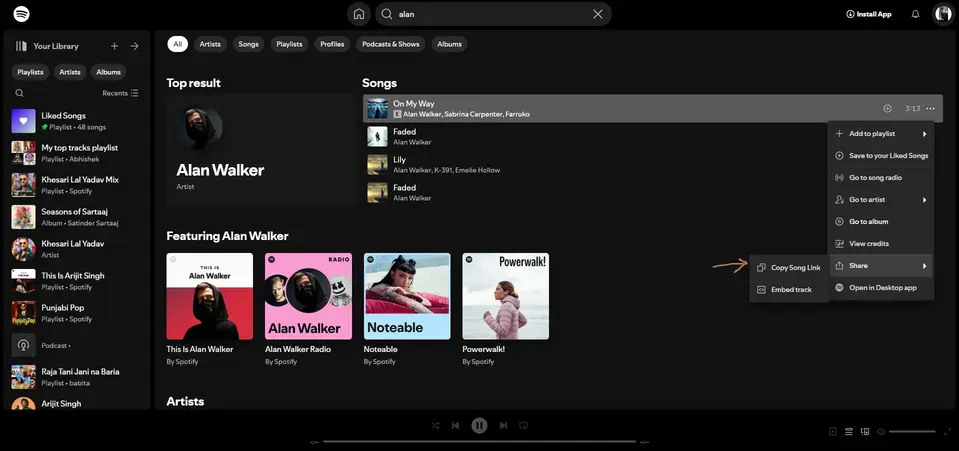 alan
Install App
Your Library
Playlists
Artists
Albums
Recents
Liked Songs
Playlist • 48 songs
My top tracks playlist
Playlist • Abhishek
Khesari Lal Yadav Mix
Playlist • Spotify
Seasons of Sartaaj
Album • Satinder Sartaaj
Khesari Lal Yadav
Artist
This Is Arijit Singh
Playlist • Spotify
Punjabi Pop
Playlist • Spotify
Podcast •
Raja Tani Jani na Baria
Playlist • babita
Arijit Singh
All
Artists
Songs
Playlists
Profiles
Podcasts & Shows
Albums
Top result
Alan Walker
Artist
Songs
On My Way
E Alan Walker, Sabrina Carpenter, Farruko
3:13
Faded
Alan Walker
Lily
Alan Walker, K-391, Emelie Hollow
Faded
Alan Walker
Add to playlist
Save to your Liked Songs
Go to song radio
Go to artist
Go to album
View credits
Share
Open in Desktop app
Copy Song Link
Embed track
Featuring Alan Walker
THIS IS
Alan Walker
This Is Alan Walker
By Spotify
RADIO
Alan Walker
Alan Walker Radio
By Spotify
Noteable
Noteable
By Spotify
Powerwalk!
Powerwalk!
By Spotify
Artists
-:--
-:--